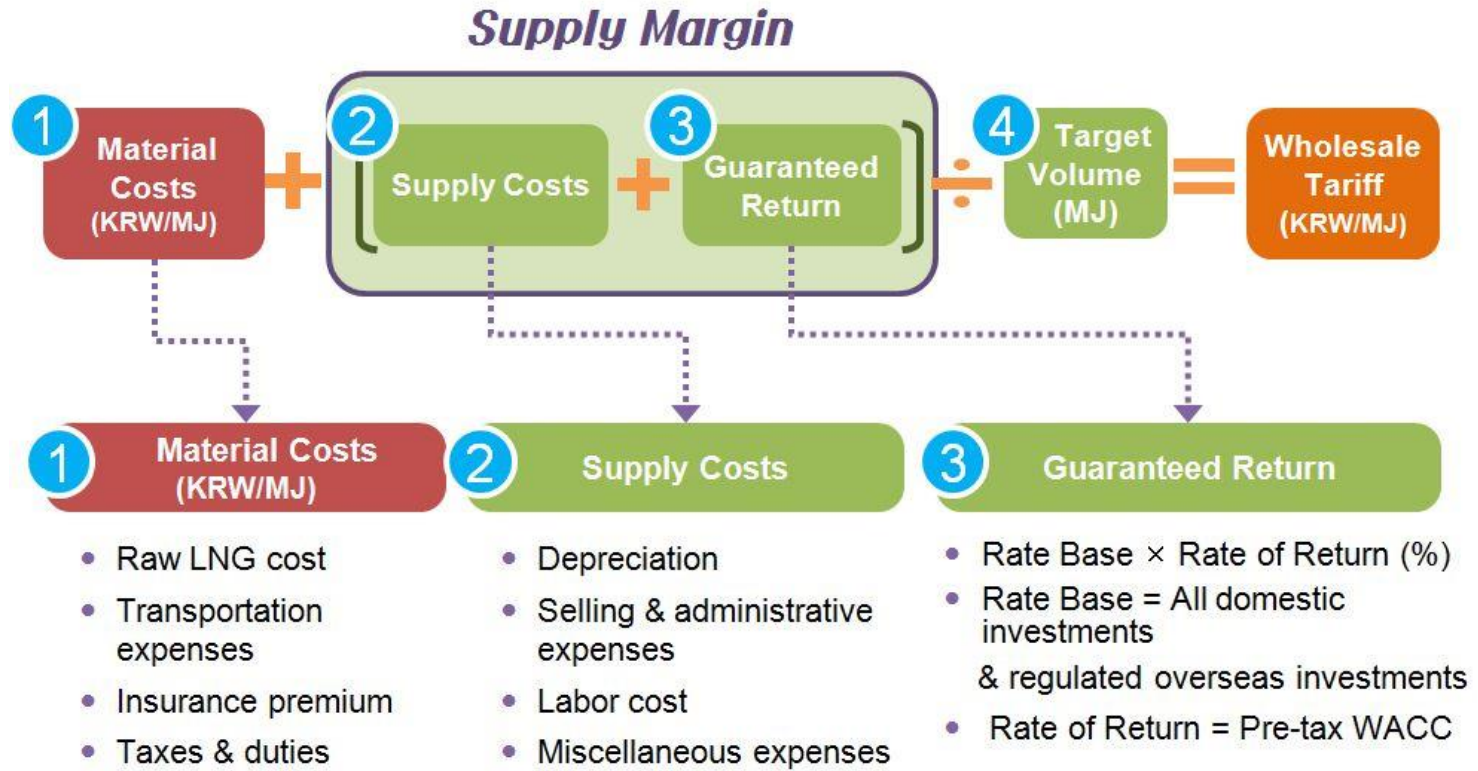 Supply Margin
1
Material
Costs
(KRW/MJ)
+
2
[
Supply Costs
+
3
Guaranteed
Return
]
÷
4
Target
Volume
(MJ)
=
Wholesale
Tariff
(KRW/MJ)
1
Material Costs
(KRW/MJ)
• Raw LNG cost
• Transportation
expenses
• Insurance premium
• Taxes & duties
2
Supply Costs
• Depreciation
• Selling & administrative
expenses
• Labor cost
• Miscellaneous expenses
3
Guaranteed Return
• Rate Base × Rate of Return (%)
• Rate Base = All domestic
investments
& regulated overseas investments
• Rate of Return = Pre-tax WACC